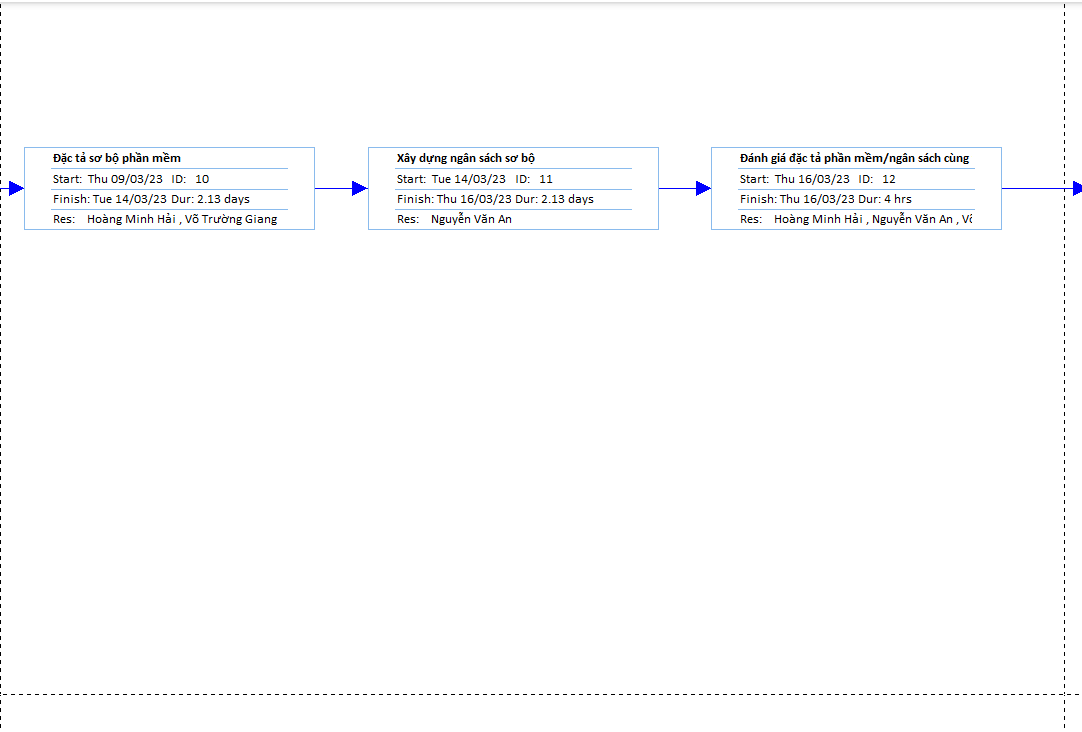 Đặc tả sơ bộ phần mềm
Start: Thu 09/03/23 ID: 10
Finish: Tue 14/03/23 Dur: 2.13 days
Res: Hoàng Minh Hải , Võ Trường Giang
Xây dựng ngân sách sơ bộ
Start: Tue 14/03/23 ID: 11
Finish: Thu 16/03/23 Dur: 2.13 days
Res: Nguyễn Văn An
Đánh giá đặc tả phần mềm/ngân sách cùng
Start: Thu 16/03/23 ID: 12
Finish: Thu 16/03/23 Dur: 4 hrs
Res: Hoàng Minh Hải , Nguyễn Văn An ,